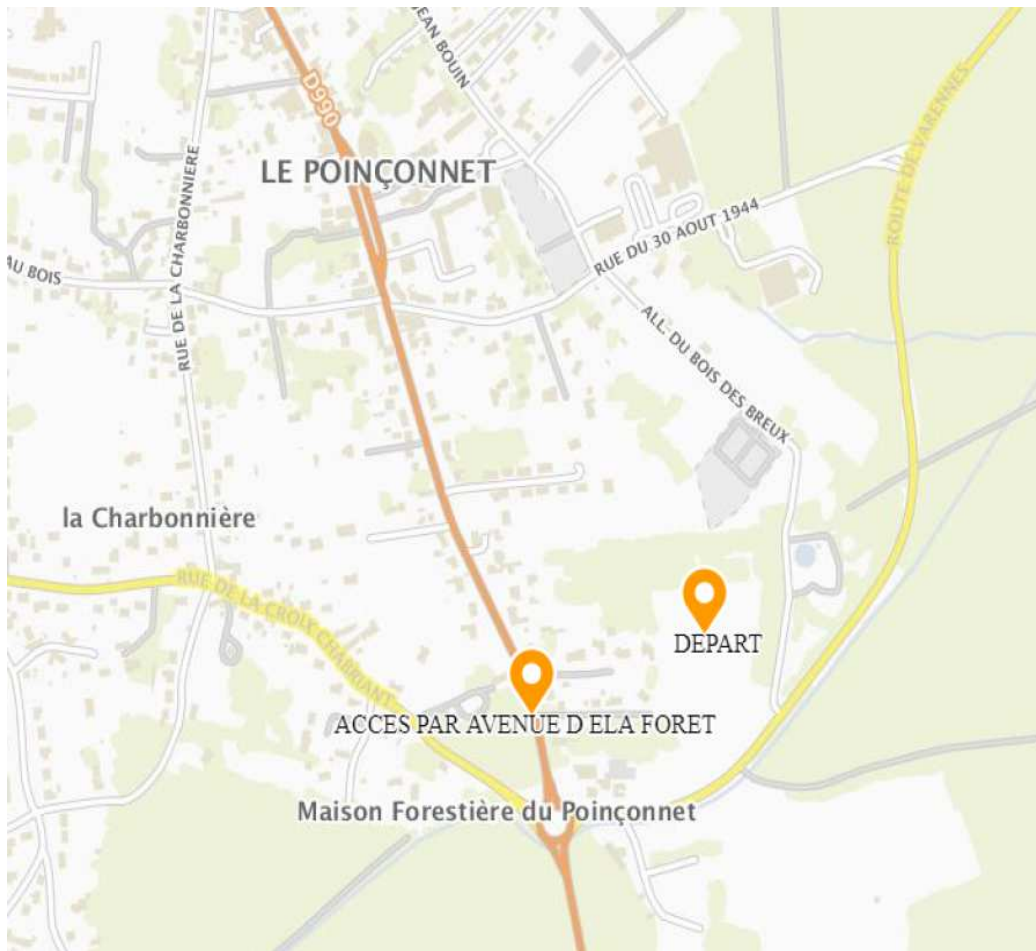 JEAN BOUIN
D990
LE POINÇONNET
ROUTE DE VARENNES
RUE DE LA CHARBONNIERE
RUE DU 30 AOUT 1944
AU BOIS
ALL. DU BOIS DES BREUX
la Charbonnière
RUE DE LA CROIX CHARIANT
DEPART
ACCES PAR AVENUE D ELA FORET
Maison Forestière du Poinçonnet